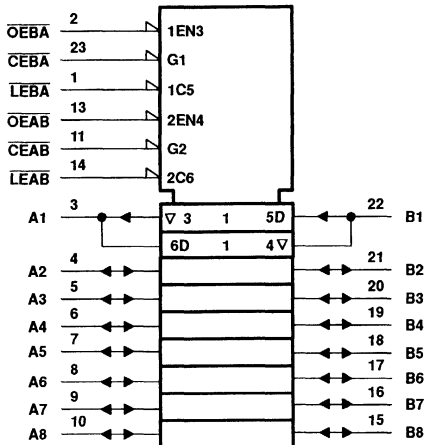 OEBA 2 1EN3
CEBA 23 G1
LEBA 1 1C5
OEAB 13 2EN4
CEAB 11 G2
LEAB 14 2C6
A1 3 ▽ 3 1 5D 22 B1
6D 1 4 ▽
A2 4 21 B2
A3 5 20 B3
A4 6 19 B4
A5 7 18 B5
A6 8 17 B6
A7 9 16 B7
A8 10 15 B8